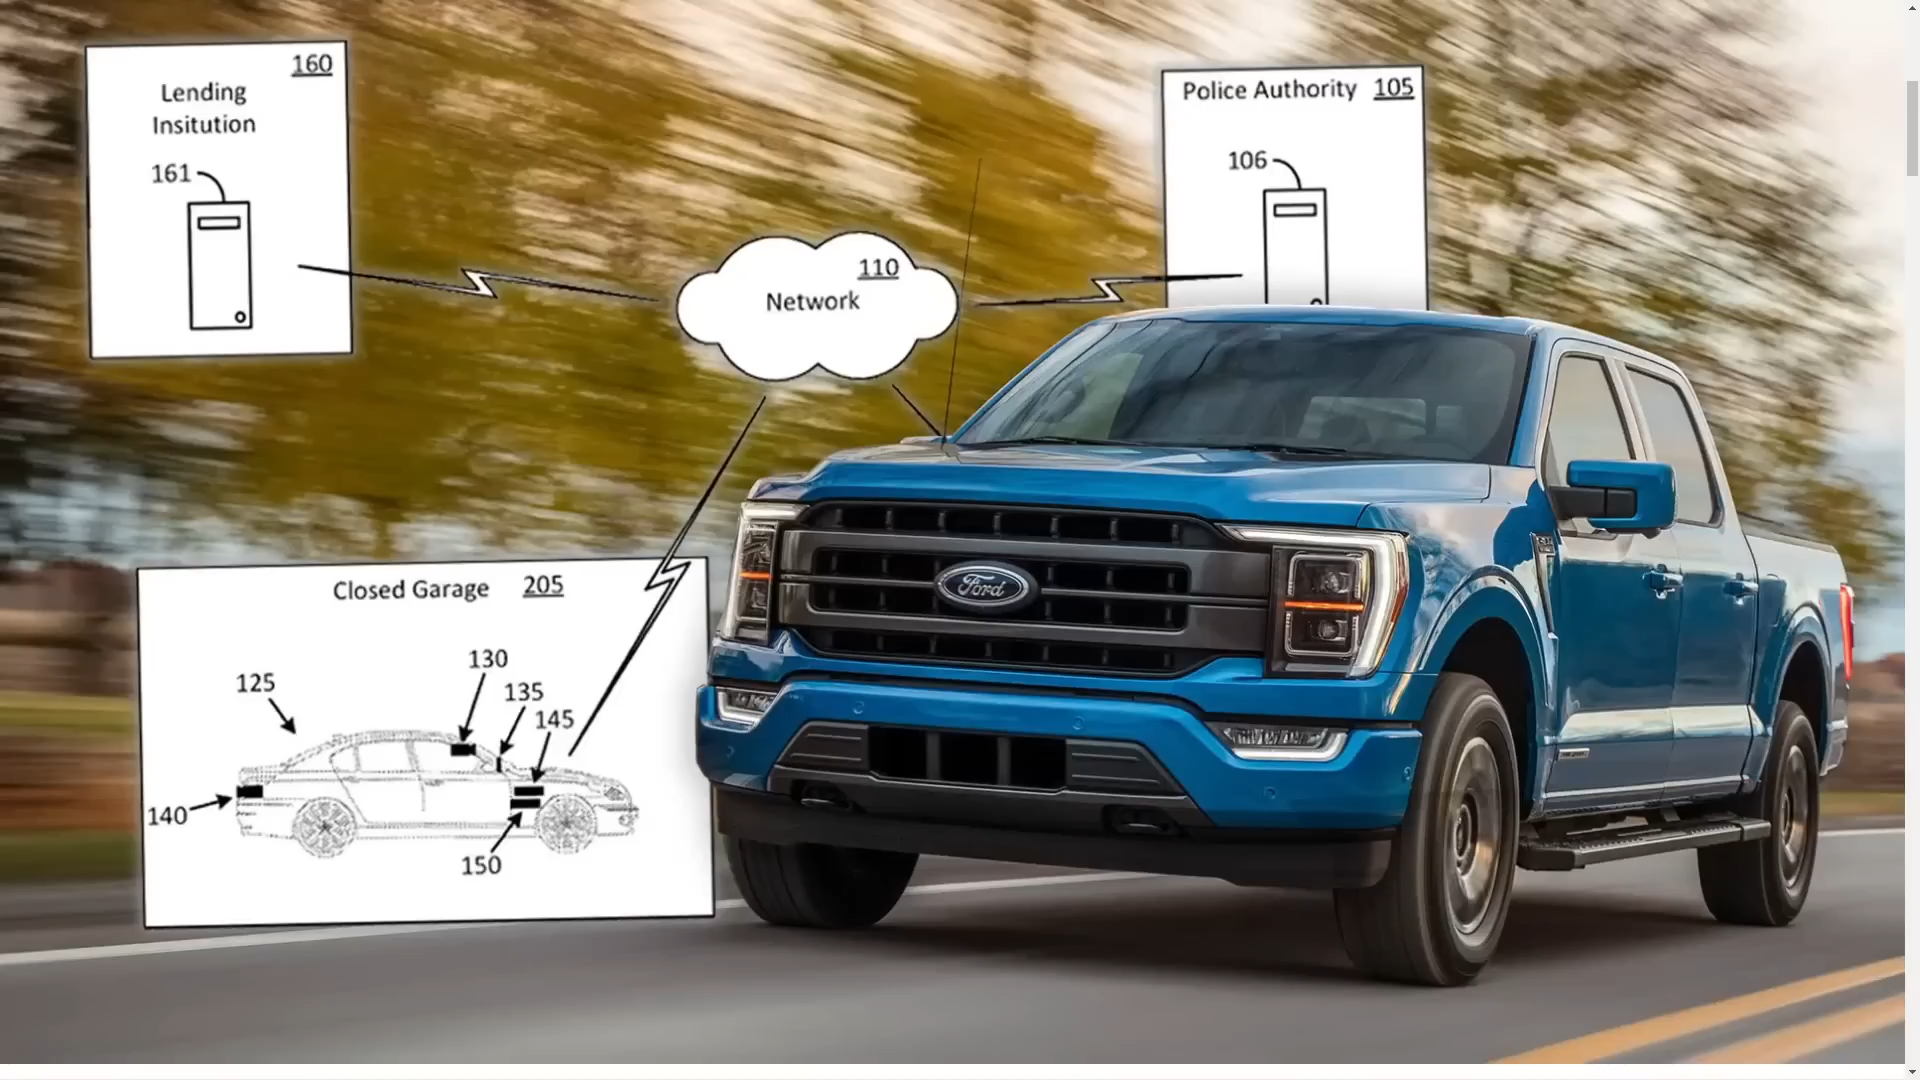 160
Lending
Insitution
161
Police Authority 105
106
110
Network
Ford
Closed Garage 205
130
125
135
145
140
150